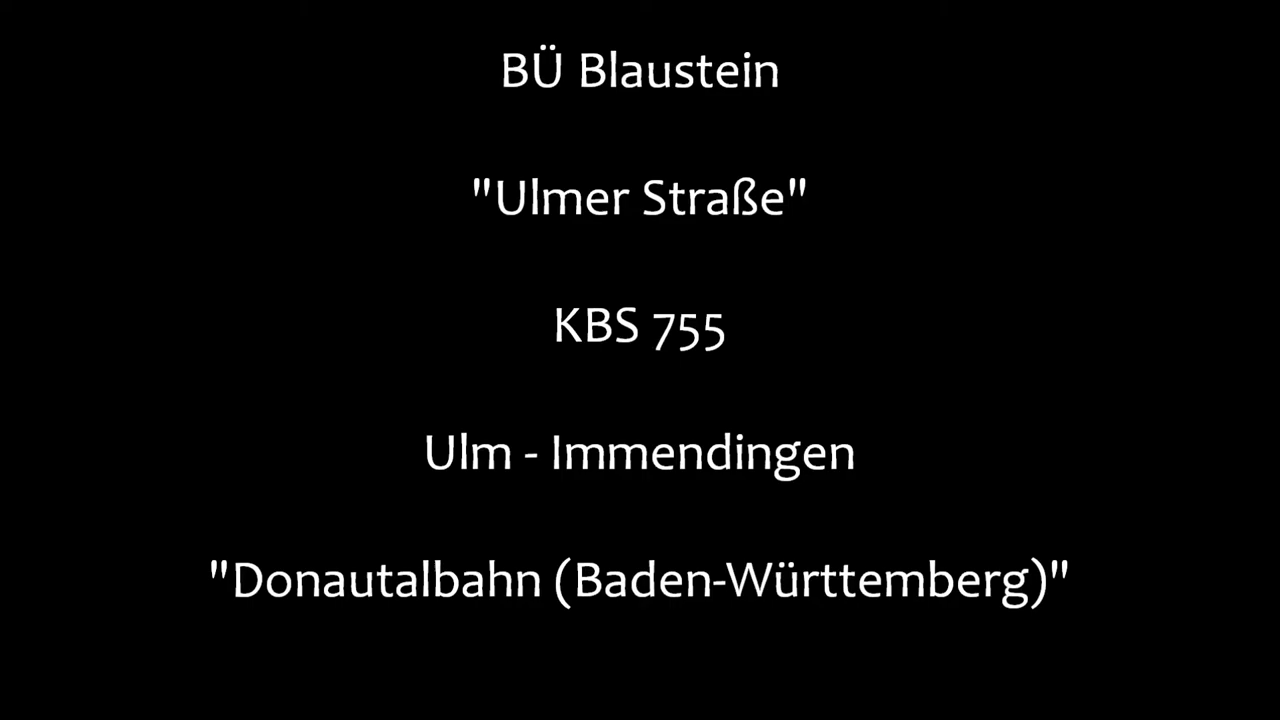 BÜ Blaustein
"Ulmer Straße"
KBS 755
Ulm - Immendingen
"Donautalbahn (Baden-Württemberg)"